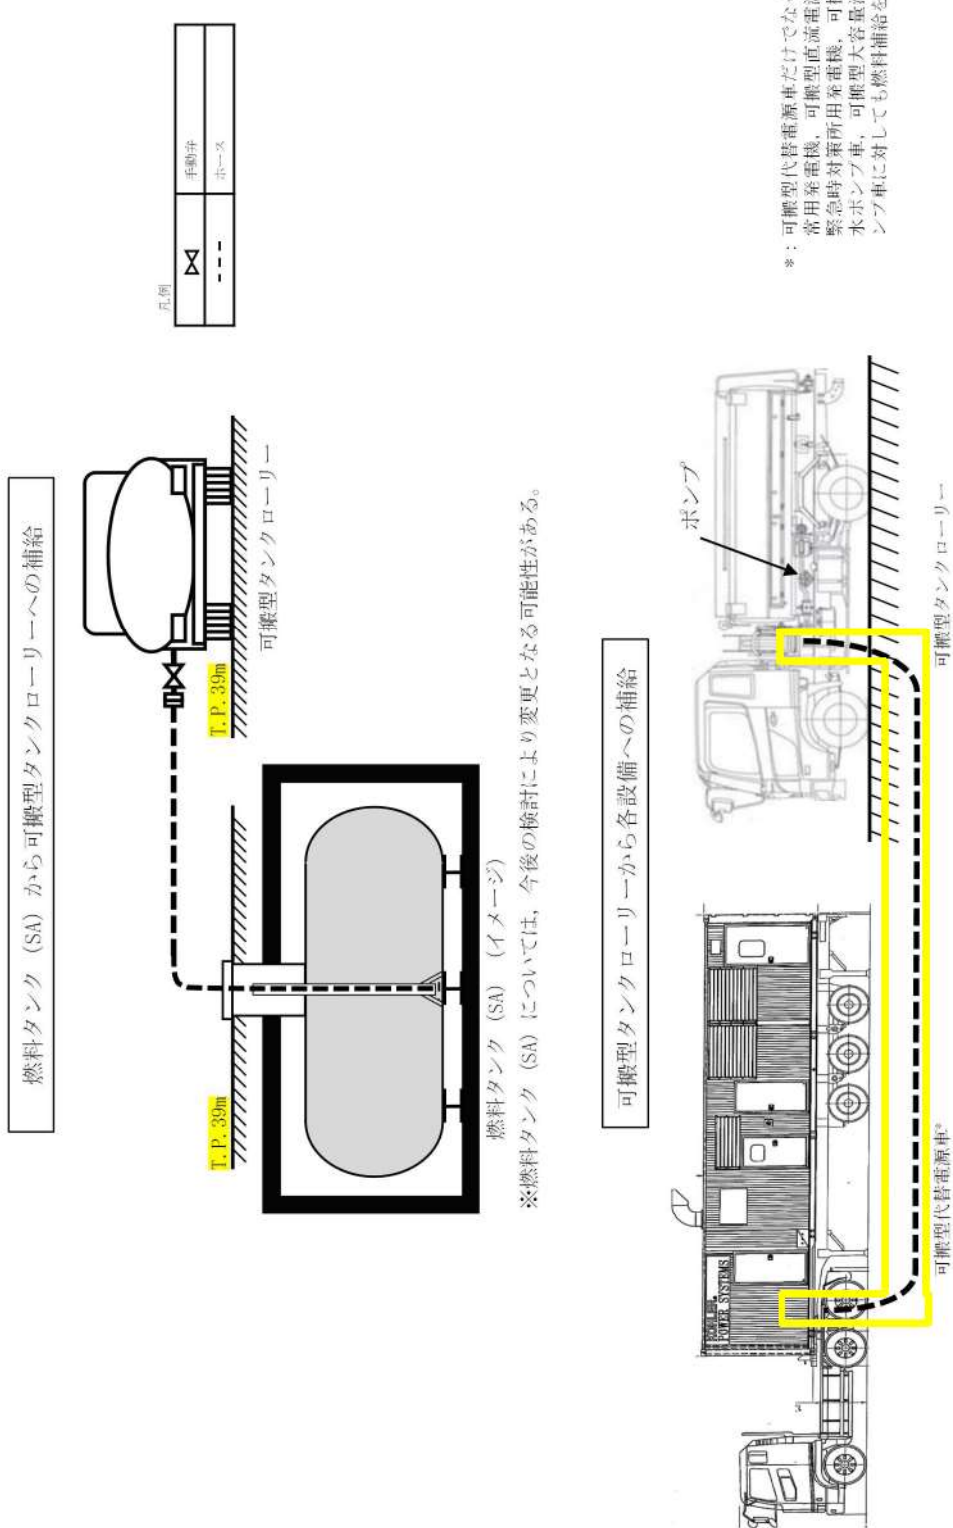 燃料タンク（SA）から可搬型タンクローリーへの補給
凡例
手動弁
ホース
T.P.39m
T.P.39m
可搬型タンクローリー
燃料タンク（SA）（イメージ）
※燃料タンク（SA）については，今後の検討により変更となる可能性がある。
可搬型タンクローリーから各設備への補給
ポンプ
KOHLER
POWER SYSTEMS
可搬型代替電源車*
可搬型タンクローリー
*：可搬型代替電源車だけでな
常用発電機，可搬型直流電
緊急時対策所用発電機，可
水ポンプ車，可搬型大容量
ンプ車に対しても燃料補給を